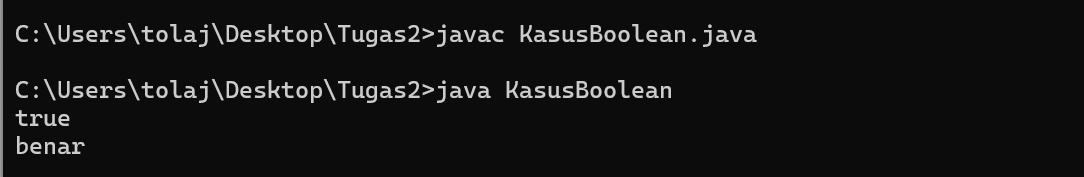 C:\Users\tolaj\Desktop\Tugas2>javac KasusBoolean.java
C:\Users\tolaj\Desktop\Tugas2>java KasusBoolean
true
benar